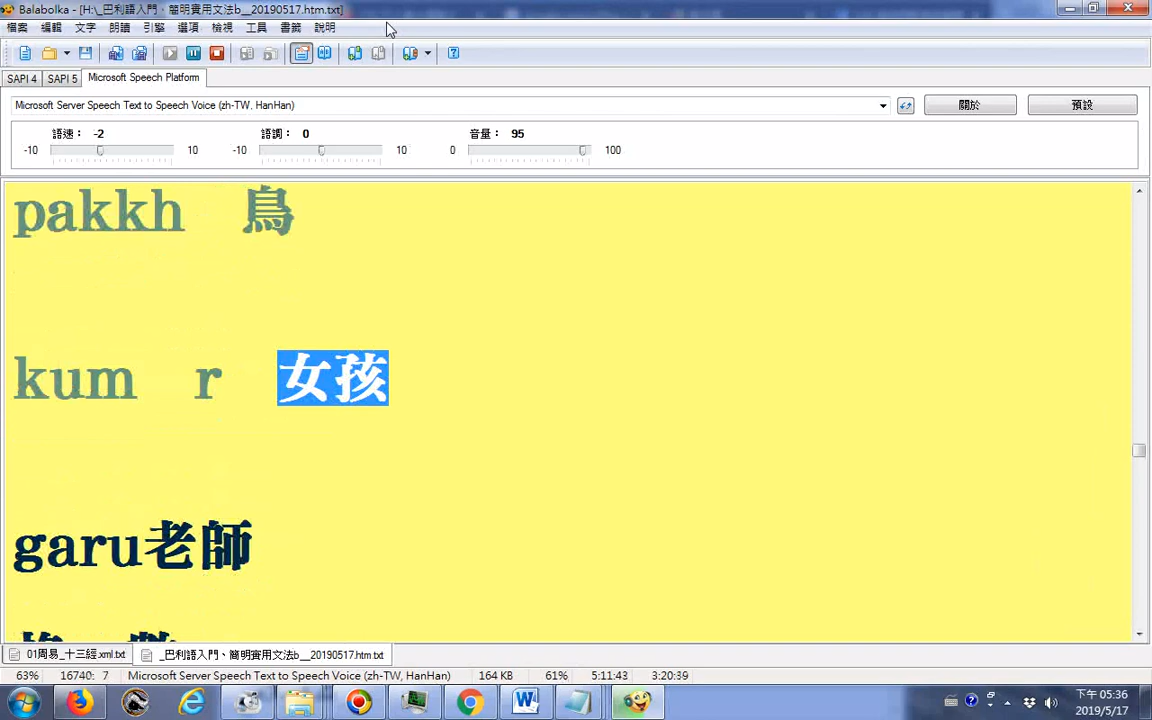 Balabolka - [H:\_巴利語入門、簡明實用文法b__20190517.htm.txt]
檔案 編輯 文字 朗讀 引擎 選項 檢視 工具 書籤 說明
SAPI 4 SAPI 5 Microsoft Speech Platform
Microsoft Server Speech Text to Speech Voice (zh-TW, HanHan) 關於 預設
語速： -2 語調： 0 音量： 95
-10 10 -10 10 0 100
pakkh 鳥
kum r 女孩
garu老師
01周易_十三經.xml.txt _巴利語入門、簡明實用文法b__20190517.htm.txt
63% 16740: 7 Microsoft Server Speech Text to Speech Voice (zh-TW, HanHan) 164 KB 61% 5:11:43 3:20:39
下午 05:36
2019/5/17